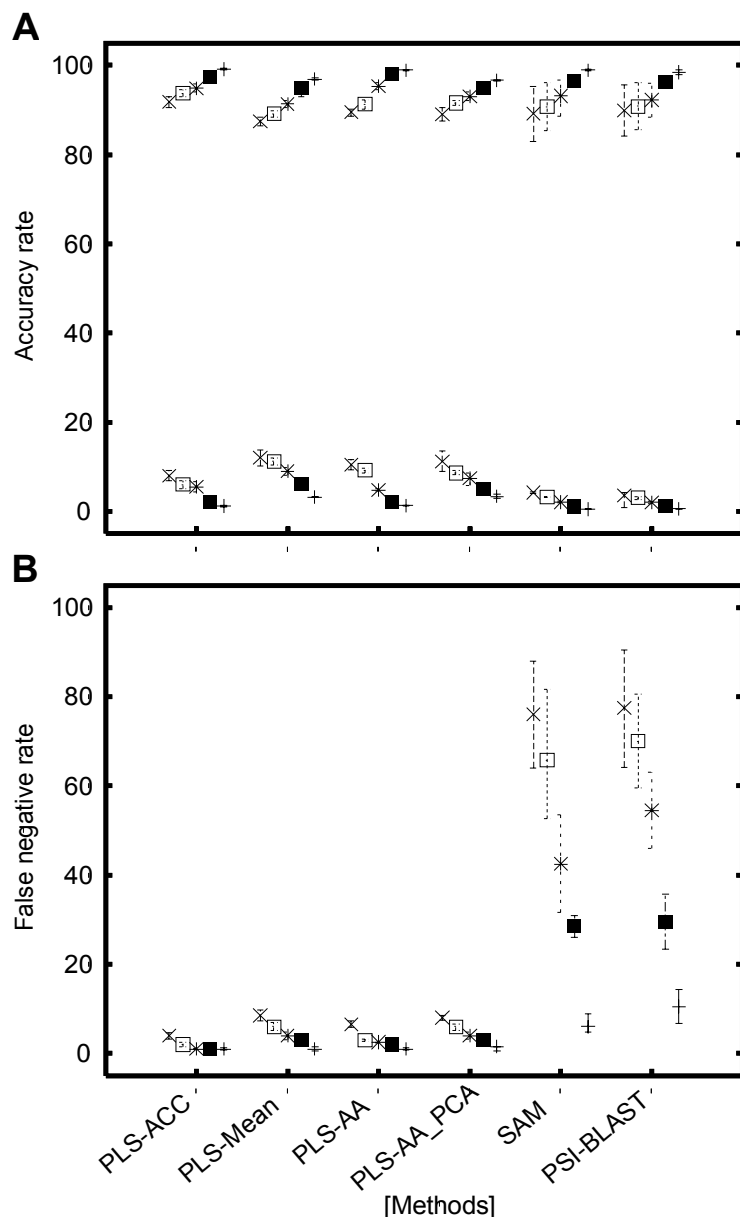 A
100
80
60
40
20
0
Accuracy rate
B
100
80
60
40
20
0
False negative rate
PLS-ACC
PLS-Mean
PLS-AA
PLS-AA_PCA
SAM
PSI-BLAST
[Methods]